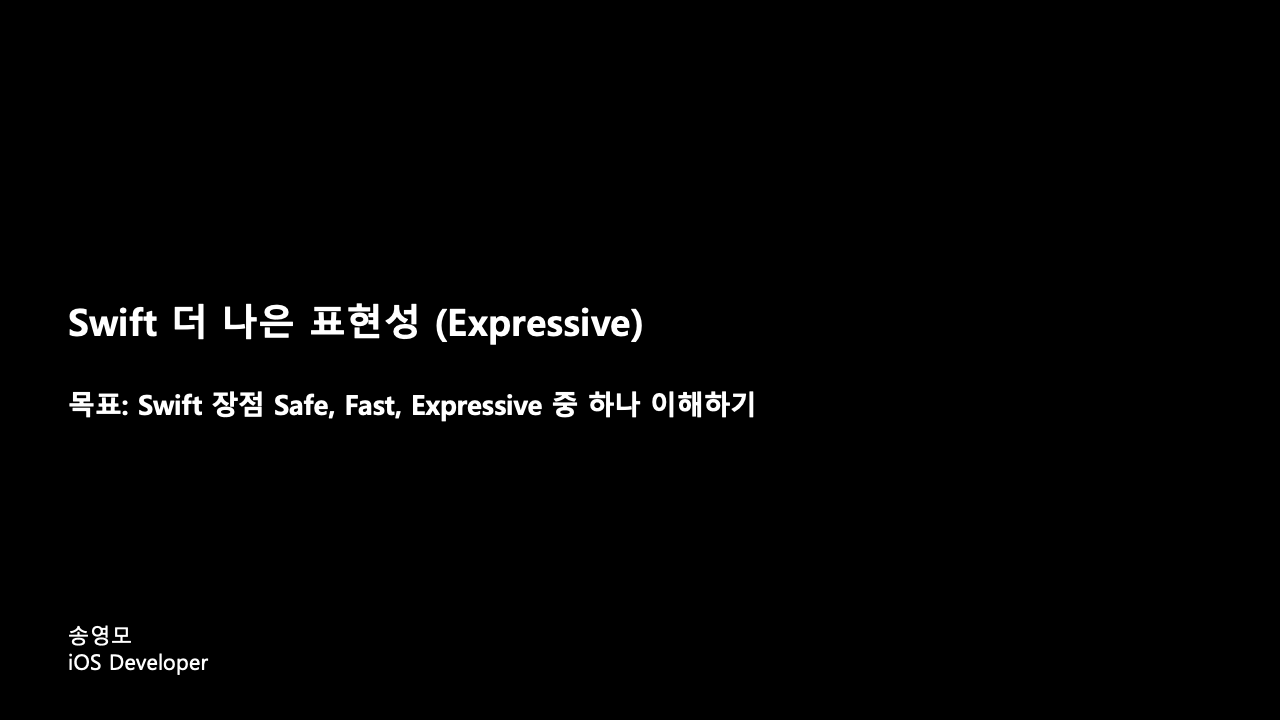 Swift 더 나은 표현성 (Expressive)
목표: Swift 장점 Safe, Fast, Expressive 중 하나 이해하기
송영모
iOS Developer